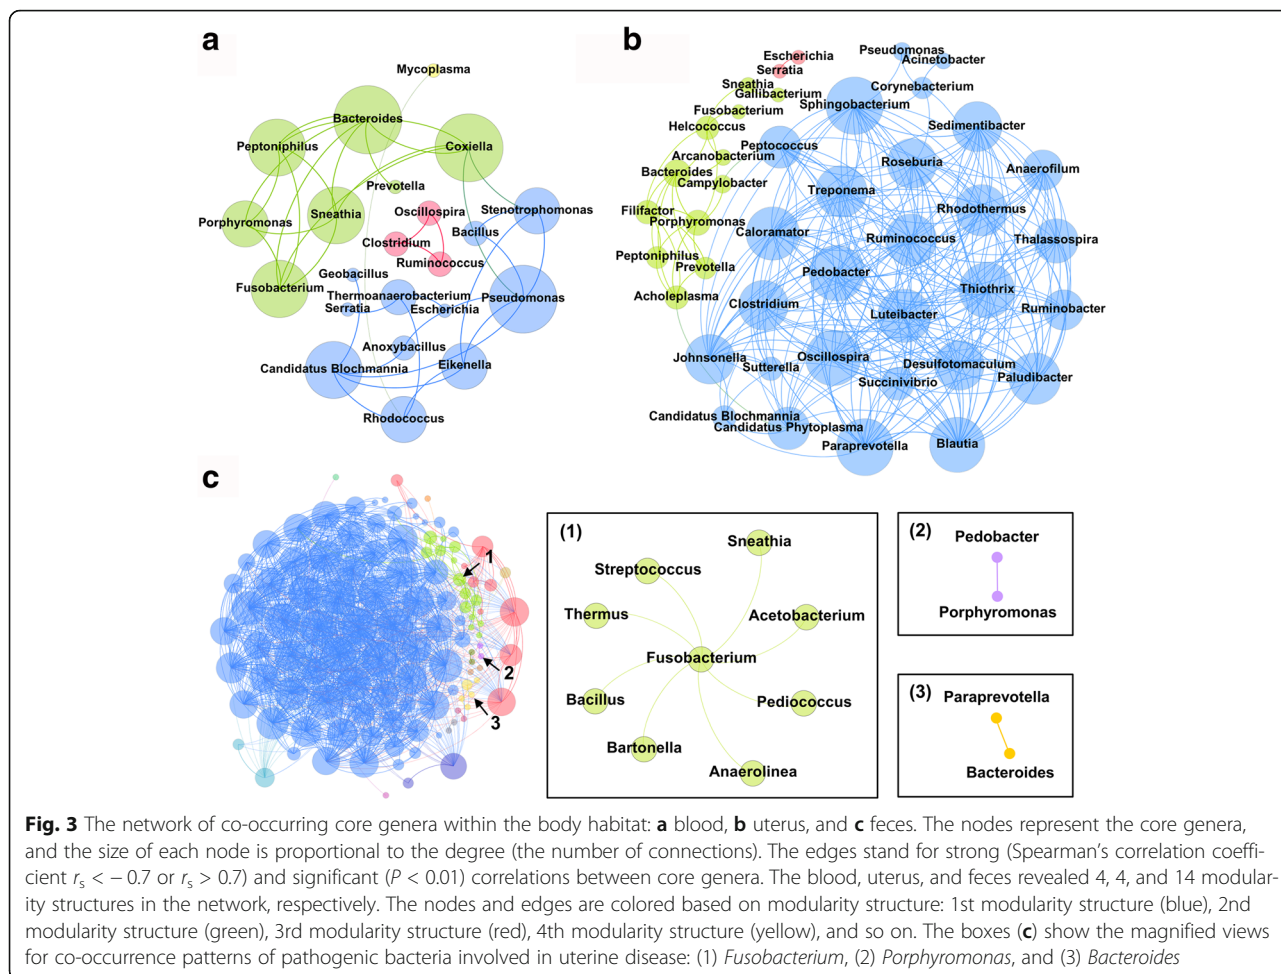 a
Mycoplasma
Bacteroides
Peptoniphilus
Coxiella
Prevotella
Porphyromonas
Sneathia
Oscillospira
Stenotrophomonas
Bacillus
Clostridium
Ruminococcus
Fusobacterium
Geobacillus
Thermoanaerobacterium
Pseudomonas
Serratia
Escherichia
Anoxybacillus
Candidatus Blochmannia
Eikenella
Rhodococcus
b
Escherichia
Serratia
Pseudomonas
Acinetobacter
Sneathia
Gallibacterium
Corynebacterium
Sphingobacterium
Fusobacterium
Helcococcus
Sedimentibacter
Peptococcus
Arcanobacterium
Roseburia
Anaerofilum
Bacteroides
Campylobacter
Treponema
Filifactor
Porphyromonas
Rhodothermus
Caloramator
Ruminococcus
Thalassospira
Peptoniphilus
Prevotella
Pedobacter
Thiothrix
Acholeplasma
Clostridium
Luteibacter
Ruminobacter
Johnsonella
Oscillospira
Sutterella
Desulfotomaculum
Succinivibrio
Paludibacter
Candidatus Blochmannia
Candidatus Phytoplasma
Paraprevotella
Blautia
c
1
2
3
(1)
Sneathia
Streptococcus
Thermus
Acetobacterium
Fusobacterium
Bacillus
Pediococcus
Bartonella
Anaerolinea
(2)
Pedobacter
Porphyromonas
(3)
Paraprevotella
Bacteroides
Fig. 3 The network of co-occurring core genera within the body habitat: a blood, b uterus, and c feces. The nodes represent the core genera,
and the size of each node is proportional to the degree (the number of connections). The edges stand for strong (Spearman's correlation coeffi-
cient rs < − 0.7 or rs > 0.7) and significant (P < 0.01) correlations between core genera. The blood, uterus, and feces revealed 4, 4, and 14 modular-
ity structures in the network, respectively. The nodes and edges are colored based on modularity structure: 1st modularity structure (blue), 2nd
modularity structure (green), 3rd modularity structure (red), 4th modularity structure (yellow), and so on. The boxes (c) show the magnified views
for co-occurrence patterns of pathogenic bacteria involved in uterine disease: (1) Fusobacterium, (2) Porphyromonas, and (3) Bacteroides